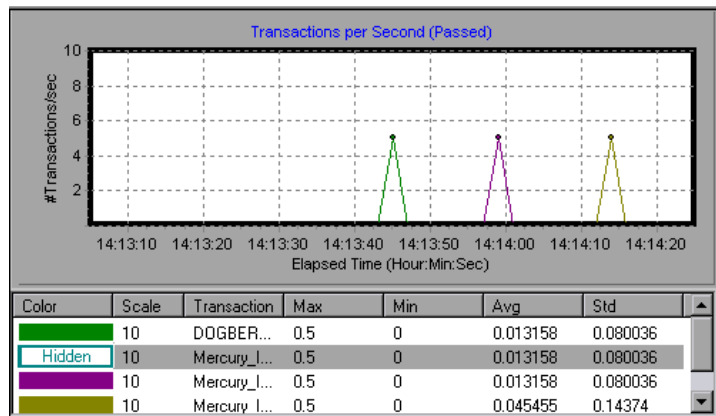 Transactions per Second (Passed)
10
8
6
4
2
#Transactions/sec
14:13:10 14:13:20 14:13:30 14:13:40 14:13:50 14:14:00 14:14:10 14:14:20
Elapsed Time (Hour:Min:Sec)
Color Scale Transaction Max Min Avg Std
10 DOGBER... 0.5 0 0.013158 0.080036
Hidden 10 Mercury_I... 0.5 0 0.013158 0.080036
10 Mercury_I... 0.5 0 0.013158 0.080036
10 Mercury_I... 0.5 0 0.045455 0.14374